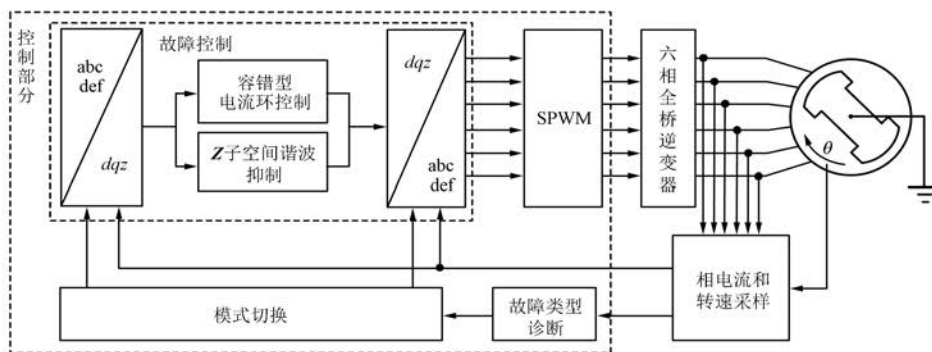 控制部分
故障控制
abc
def
dqz
容错型
电流环控制
Z子空间谐波
抑制
dqz
abc
def
SPWM
六相全桥逆变器
θ
相电流和
转速采样
故障类型
诊断
模式切换